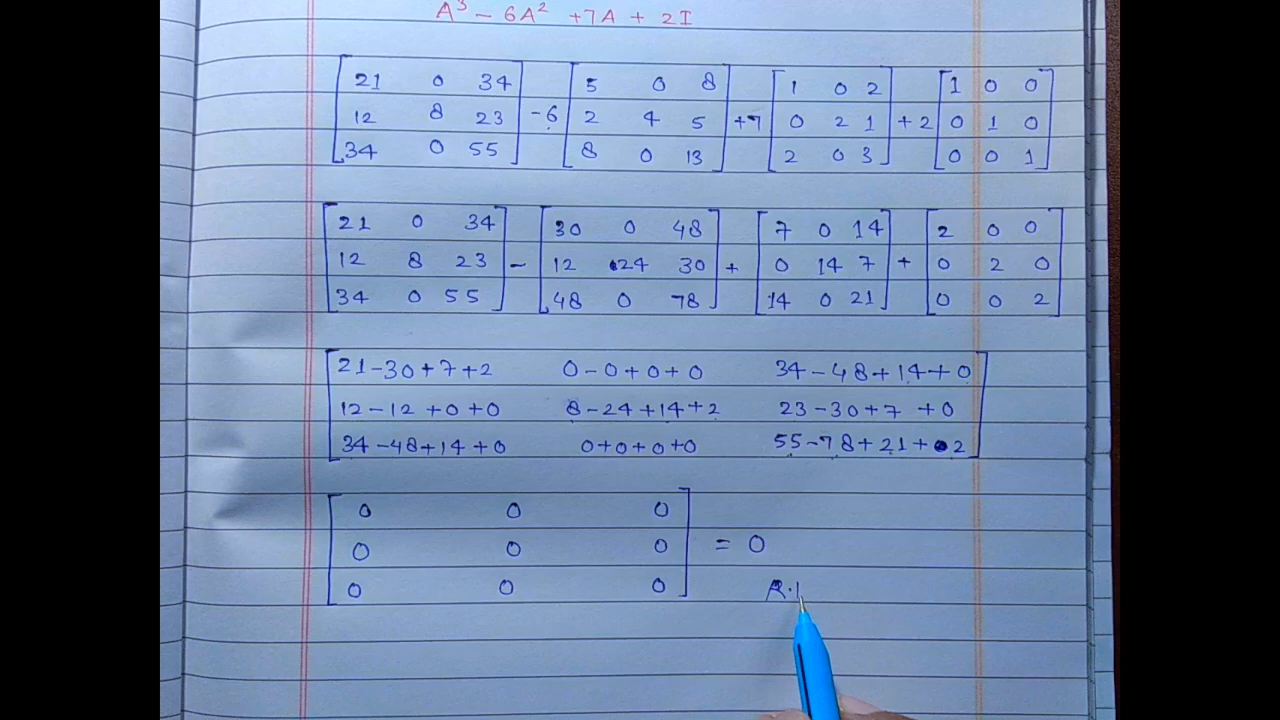 A³ - 6A² + 7A + 2I
21 0 34 5 0 8 1 0 2 1 0 0
12 8 23 -6 2 4 5 +7 0 2 1 +2 0 1 0
34 0 55 8 0 13 2 0 3 0 0 1
21 0 34 30 0 48 7 0 14 2 0 0
12 8 23 - 12 24 30 + 0 14 7 + 0 2 0
34 0 55 48 0 78 14 0 21 0 0 2
21-30+7+2 0-0+0+0 34-48+14+0
12-12+0+0 8-24+14+2 23-30+7+0
34-48+14+0 0+0+0+0 55-78+21+2
0 0 0
0 0 0 = 0
0 0 0 R.